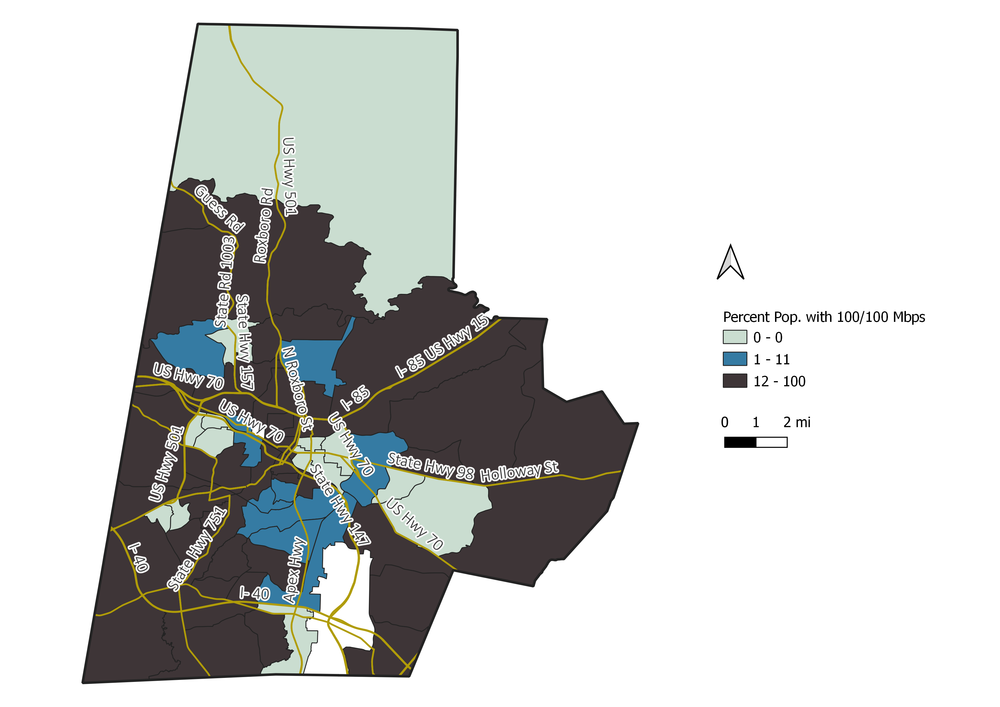 US Hwy 501
Guess Rd
Roxboro Rd
State Rd 1003
State Hwy 157
I- 85 US Hwy 15
N Roxboro St
US Hwy 70
I- 85
US Hwy 70
US Hwy 70
US Hwy 501
State Hwy 98
Holloway St
State Hwy 147
US Hwy 70
State Hwy 751
I- 40
Apex Hwy
I- 40
Percent Pop. with 100/100 Mbps
0 - 0
1 - 11
12 - 100
0 1 2 mi